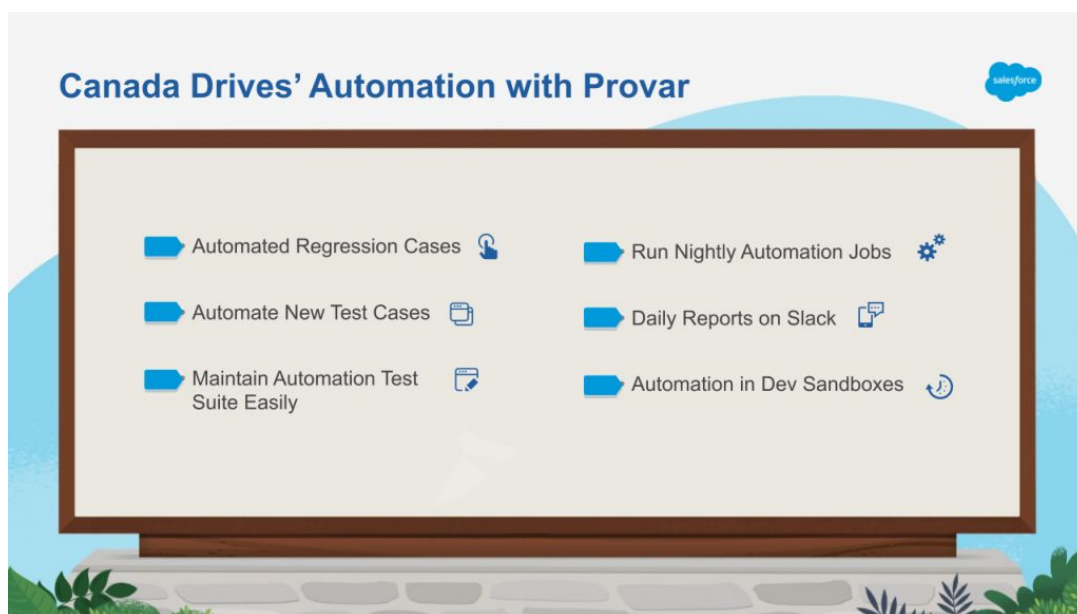 Canada Drives’ Automation with Provar
salesforce
Automated Regression Cases
Automate New Test Cases
Maintain Automation Test
Suite Easily
Run Nightly Automation Jobs
Daily Reports on Slack
Automation in Dev Sandboxes